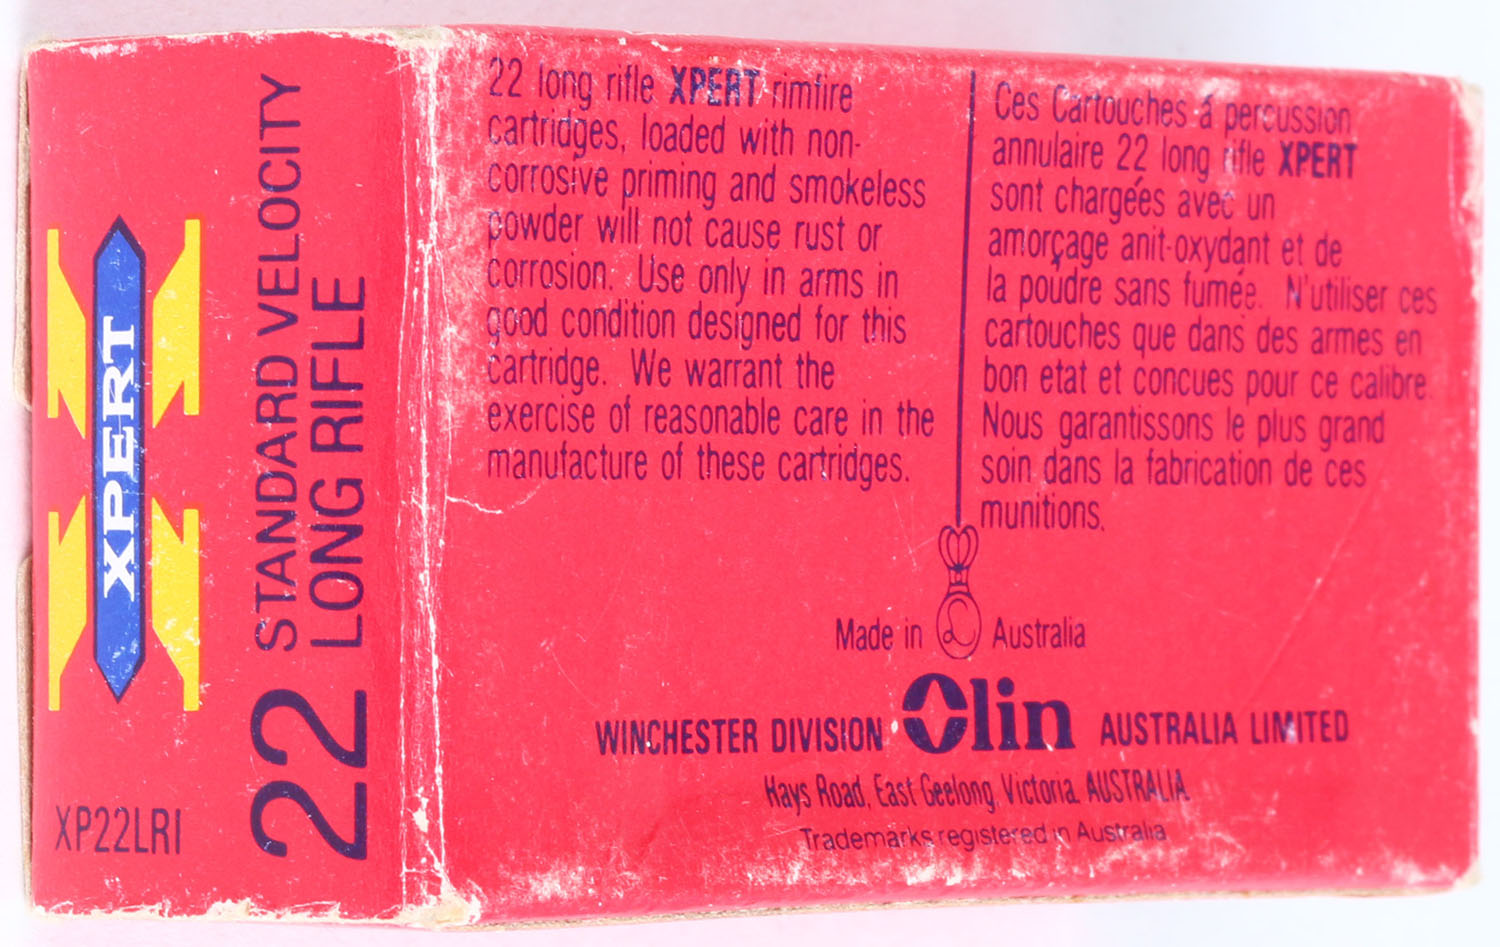 XPERT
22 STANDARD VELOCITY
LONG RIFLE
XP22LRI
22 long rifle XPERT rimfire
cartridges, loaded with non-
corrosive priming and smokeless
powder will not cause rust or
corrosion. Use only in arms in
good condition designed for this
cartridge. We warrant the
exercise of reasonable care in the
manufacture of these cartridges.
Ces Cartouches á percussion
annulaire 22 long rifle XPERT
sont chargées avec un
amorçage anit-oxydant et de
la poudre sans fumée. N'utiliser ces
cartouches que dans des armes en
bon etat et concues pour ce calibre.
Nous garantissons le plus grand
soin dans la fabrication de ces
munitions.
Made in Australia
WINCHESTER DIVISION Olin AUSTRALIA LIMITED
Hays Road, East Geelong, Victoria. AUSTRALIA.
Trademarks registered in Australia